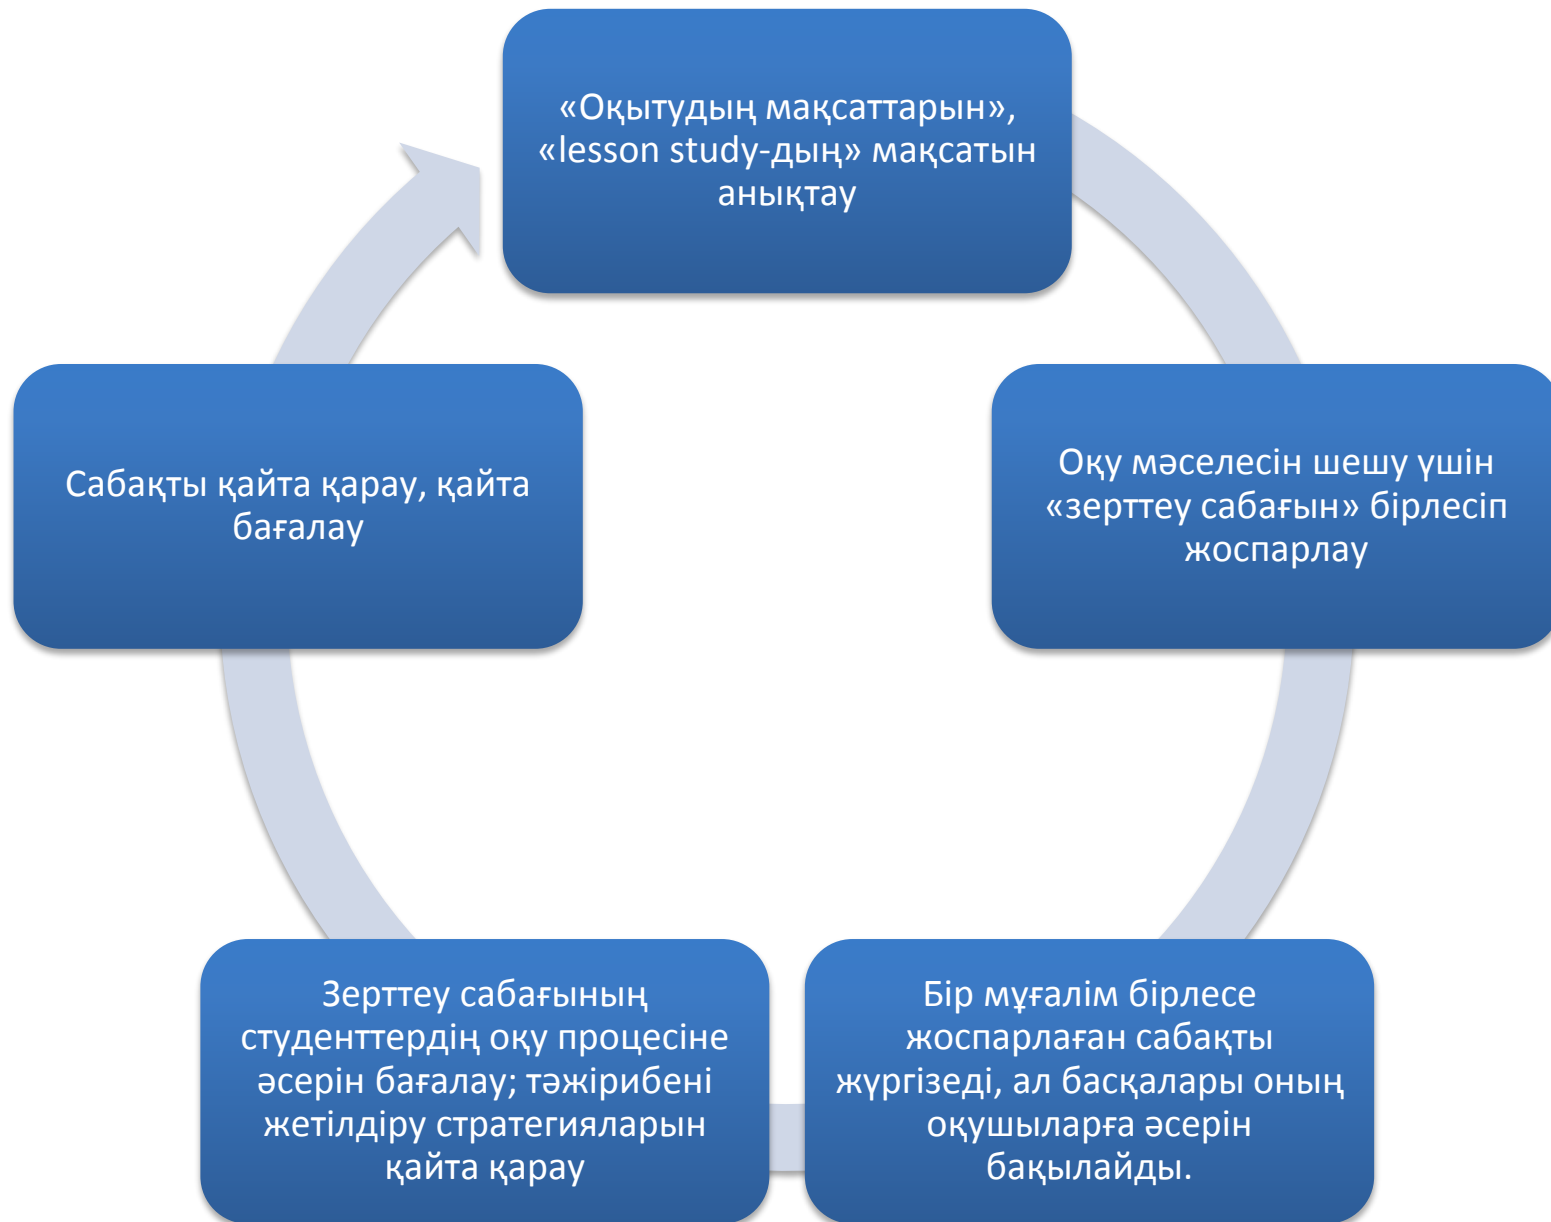 «Оқытудың мақсаттарын»,
«lesson study-дың» мақсатын
анықтау
Оқу мәселесін шешу үшін
«зерттеу сабағын» бірлесіп
жоспарлау
Бір мұғалім бірлесе
жоспарлаған сабақты
жүргізеді, ал басқалары оның
оқушыларға әсерін
бақылайды.
Зерттеу сабағының
студенттердің оқу процесіне
әсерін бағалау; тәжірибені
жетілдіру стратегияларын
қайта қарау
Сабақты қайта қарау, қайта
бағалау